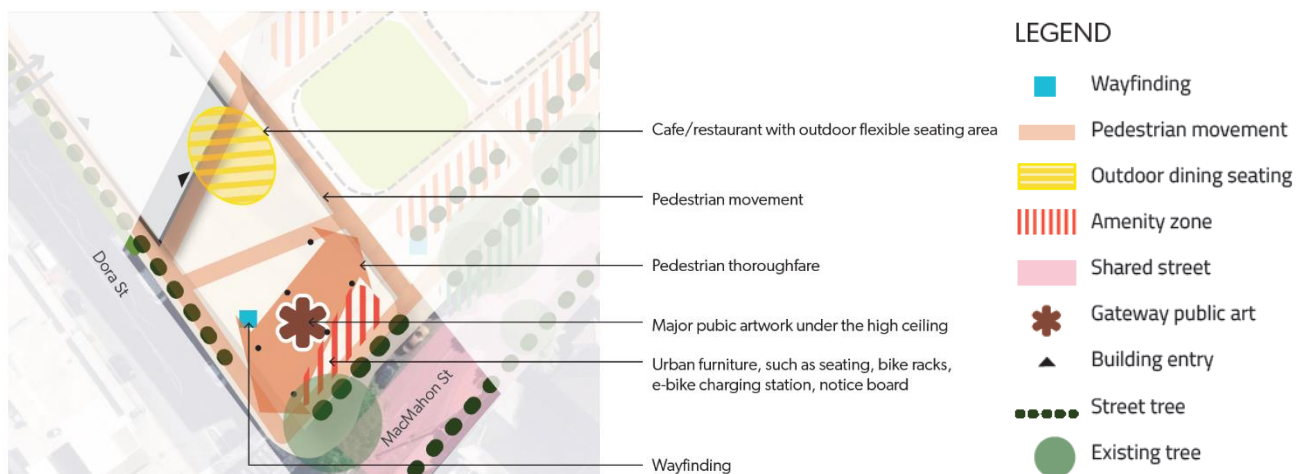 Cafe/restaurant with outdoor flexible seating area
Pedestrian movement
Pedestrian thoroughfare
Major pubic artwork under the high ceiling
Urban furniture, such as seating, bike racks,
e-bike charging station, notice board
Wayfinding
Dora St
MacMahon St
LEGEND
Wayfinding
Pedestrian movement
Outdoor dining seating
Amenity zone
Shared street
Gateway public art
Building entry
Street tree
Existing tree